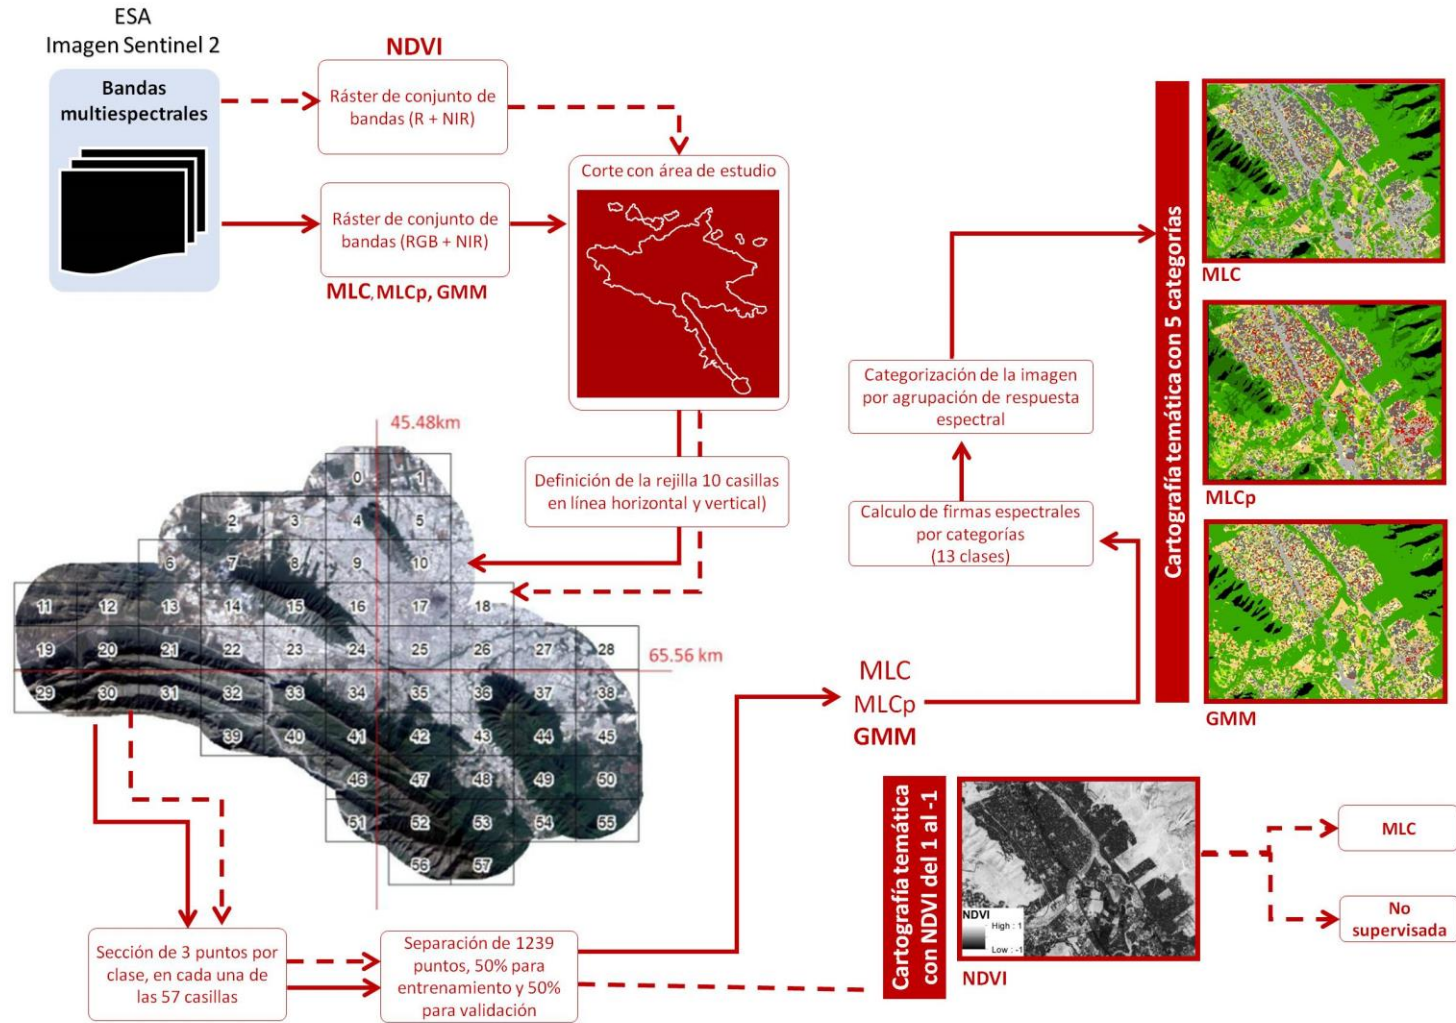 ESA
Imagen Sentinel 2
Bandas
multiespectrales
NDVI
Ráster de conjunto de
bandas (R + NIR)
Ráster de conjunto de
bandas (RGB + NIR)
MLC, MLCp, GMM
Corte con área de estudio
45.48km
Definición de la rejilla 10 casillas
en línea horizontal y vertical)
0 1
2 3 4 5
6 7 8 9 10
11 12 13 14 15 16 17 18
19 20 21 22 23 24 25 26 27 28
65.56 km
29 30 31 32 33 34 35 36 37 38
39 40 41 42 43 44 45
46 47 48 49 50
51 52 53 54 55
56 57
Sección de 3 puntos por
clase, en cada una de
las 57 casillas
Separación de 1239
puntos, 50% para
entrenamiento y 50%
para validación
MLC
MLCp
GMM
Calculo de firmas espectrales
por categorías
(13 clases)
Categorización de la imagen
por agrupación de respuesta
espectral
Cartografía temática con 5 categorías
MLC
MLCp
GMM
Cartografía temática
con NDVI del 1 al -1
NDVI
High : 1
Low : -1
NDVI
MLC
No
supervisada